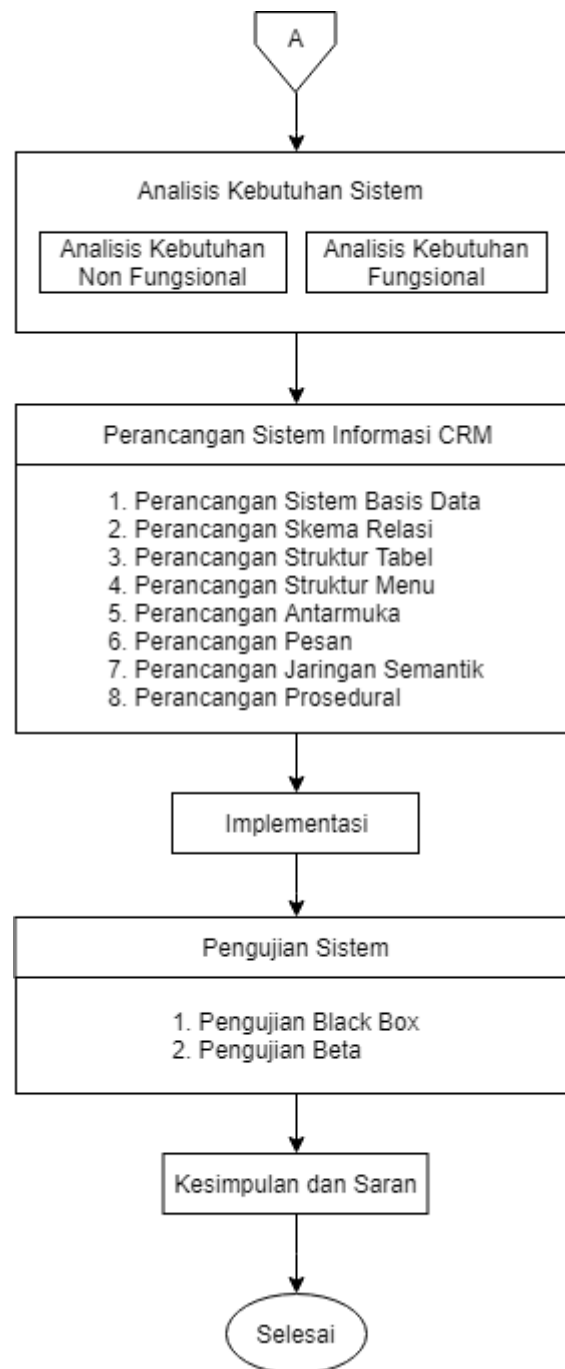 A
Analisis Kebutuhan Sistem
Analisis Kebutuhan
Non Fungsional
Analisis Kebutuhan
Fungsional
Perancangan Sistem Informasi CRM
1. Perancangan Sistem Basis Data
2. Perancangan Skema Relasi
3. Perancangan Struktur Tabel
4. Perancangan Struktur Menu
5. Perancangan Antarmuka
6. Perancangan Pesan
7. Perancangan Jaringan Semantik
8. Perancangan Prosedural
Implementasi
Pengujian Sistem
1. Pengujian Black Box
2. Pengujian Beta
Kesimpulan dan Saran
Selesai